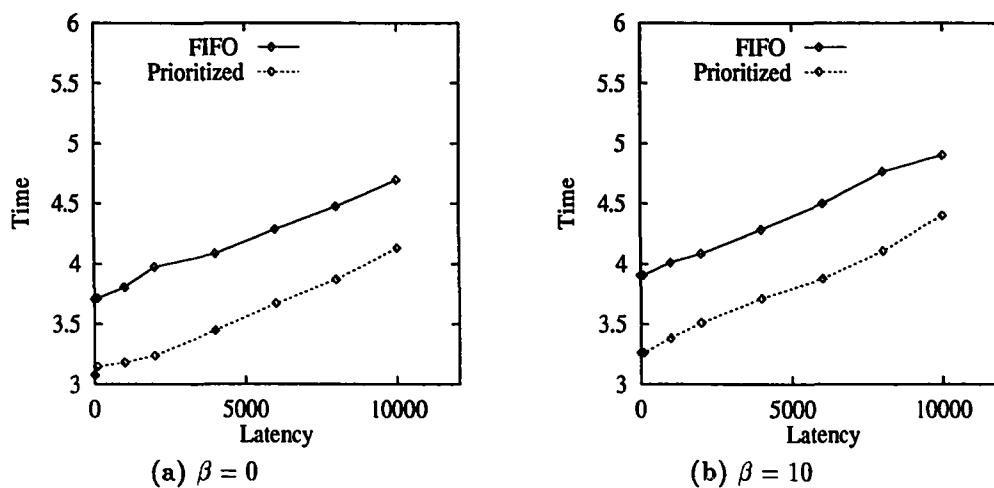 6
5.5
5
4.5
4
3.5
3
Time
FIFO
Prioritized
0
5000
10000
Latency
(a) β = 0
6
5.5
5
4.5
4
3.5
3
Time
FIFO
Prioritized
0
5000
10000
Latency
(b) β = 10